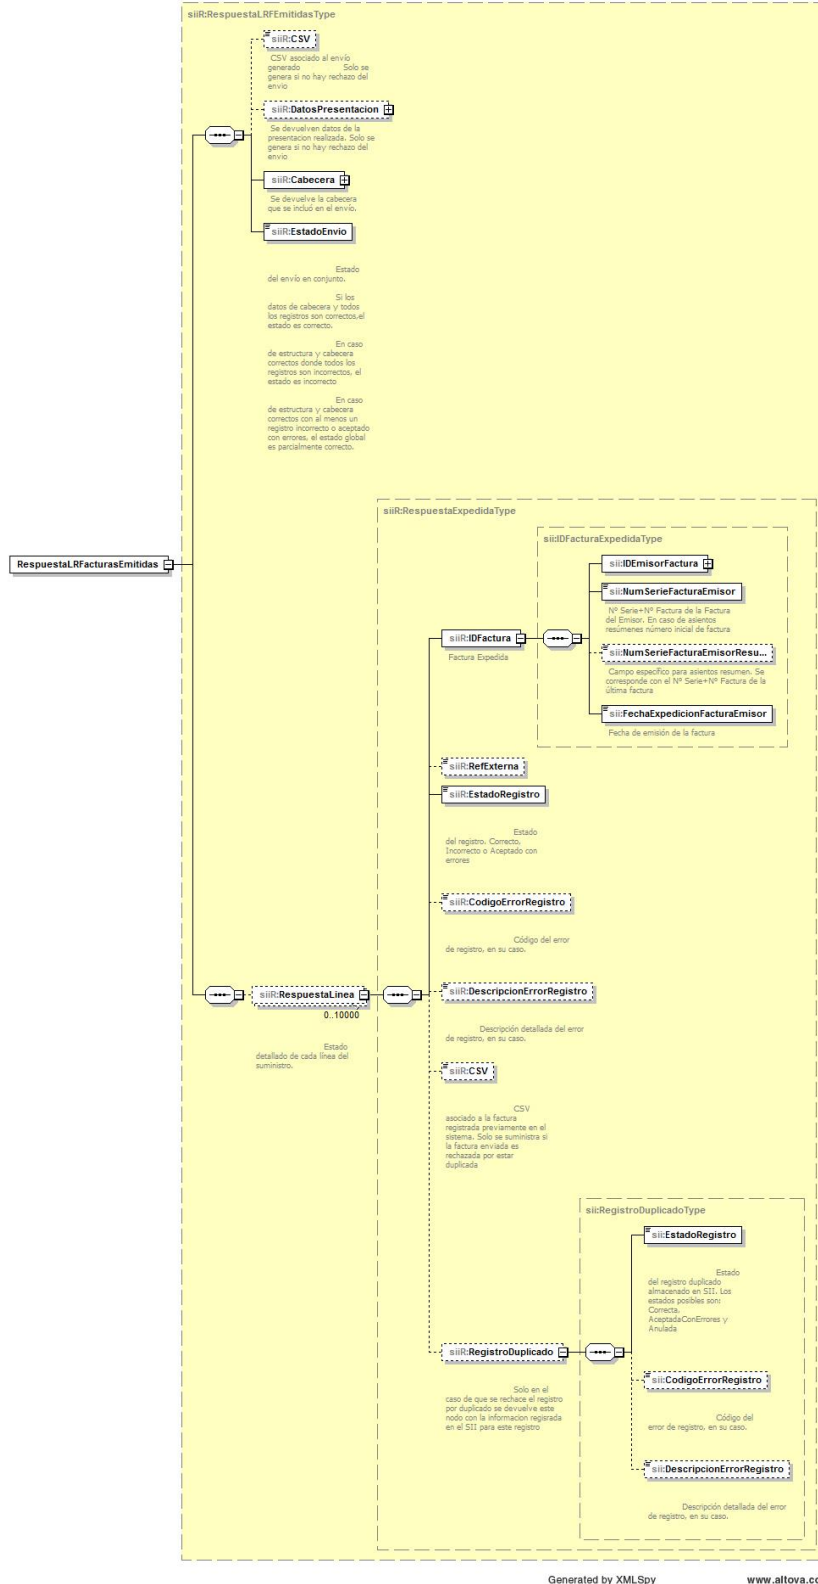 siiR:RespuestaLRFEmitidasType
siiR:CSV
CSV asociado al envío
generado Solo se
genera si no hay rechazo del
envio
siiR:DatosPresentacion
Se devuelven datos de la
presentacion realizada. Solo se
genera si no hay rechazo del
envio
siiR:Cabecera
Se devuelve la cabecera
que se incluó en el envío.
siiR:EstadoEnvio
Estado
del envío en conjunto.
Si los
datos de cabecera y todos
los registros son correctos,el
estado es correcto.
En caso
de estructura y cabecera
correctos donde todos los
registros son incorrectos, el
estado es incorrecto
En caso
de estructura y cabecera
correctos con al menos un
registro incorrecto o aceptado
con errores, el estado global
es parcialmente correcto.
RespuestaLRFacturasEmitidas
siiR:RespuestaExpedidaType
sii:IDFacturaExpedidaType
sii:IDEmisorFactura
sii:NumSerieFacturaEmisor
Nº Serie+Nº Factura de la Factura
del Emisor. En caso de asientos
resúmenes número inicial de factura
siiR:IDFactura
Factura Expedida
sii:NumSerieFacturaEmisorResu...
Campo específico para asientos resumen. Se
corresponde con el Nº Serie+Nº Factura de la
última factura
sii:FechaExpedicionFacturaEmisor
Fecha de emisión de la factura
siiR:RefExterna
siiR:EstadoRegistro
Estado
del registro. Correcto,
Incorrecto o Aceptado con
errores
siiR:CodigoErrorRegistro
Código del error
de registro, en su caso.
siiR:RespuestaLinea
0..10000
Estado
detallado de cada línea del
suministro.
siiR:DescripcionErrorRegistro
Descripción detallada del error
de registro, en su caso.
siiR:CSV
CSV
asociado a la factura
registrada previamente en el
sistema. Solo se suministra si
la factura enviada es
rechazada por estar
duplicada
sii:RegistroDuplicadoType
sii:EstadoRegistro
Estado
del registro duplicado
almacenado en SII. Los
estados posibles son:
Correcta,
AceptadaConErrores y
Anulada
siiR:RegistroDuplicado
Solo en el
caso de que se rechace el registro
por duplicado se devuelve este
nodo con la informacion regisrada
en el SII para este registro
sii:CodigoErrorRegistro
Código del
error de registro, en su caso.
sii:DescripcionErrorRegistro
Descripción detallada del error
de registro, en su caso.
Generated by XMLSpy www.altova.co